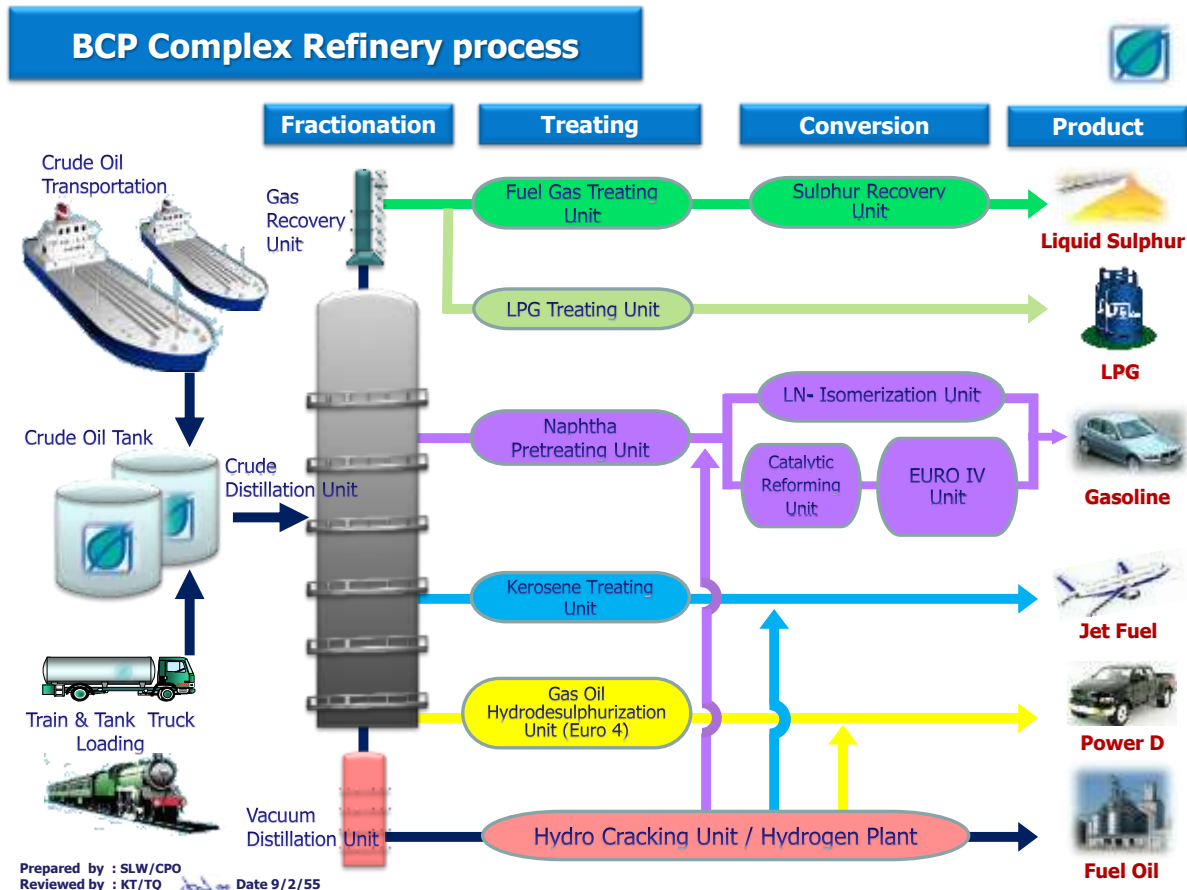 BCP Complex Refinery process
Fractionation
Treating
Conversion
Product
Crude Oil
Transportation
Gas
Recovery
Unit
Fuel Gas Treating
Unit
Sulphur Recovery
Unit
Liquid Sulphur
LPG Treating Unit
LPG
LN- Isomerization Unit
Naphtha
Pretreating Unit
Catalytic
Reforming
Unit
EURO IV
Unit
Gasoline
Crude Oil Tank
Crude
Distillation Unit
Kerosene Treating
Unit
Jet Fuel
Train & Tank Truck
Loading
Gas Oil
Hydrodesulphurization
Unit (Euro 4)
Power D
Vacuum
Distillation Unit
Hydro Cracking Unit / Hydrogen Plant
Fuel Oil
Prepared by : SLW/CPO
Reviewed by : KT/TQ
Date 9/2/55